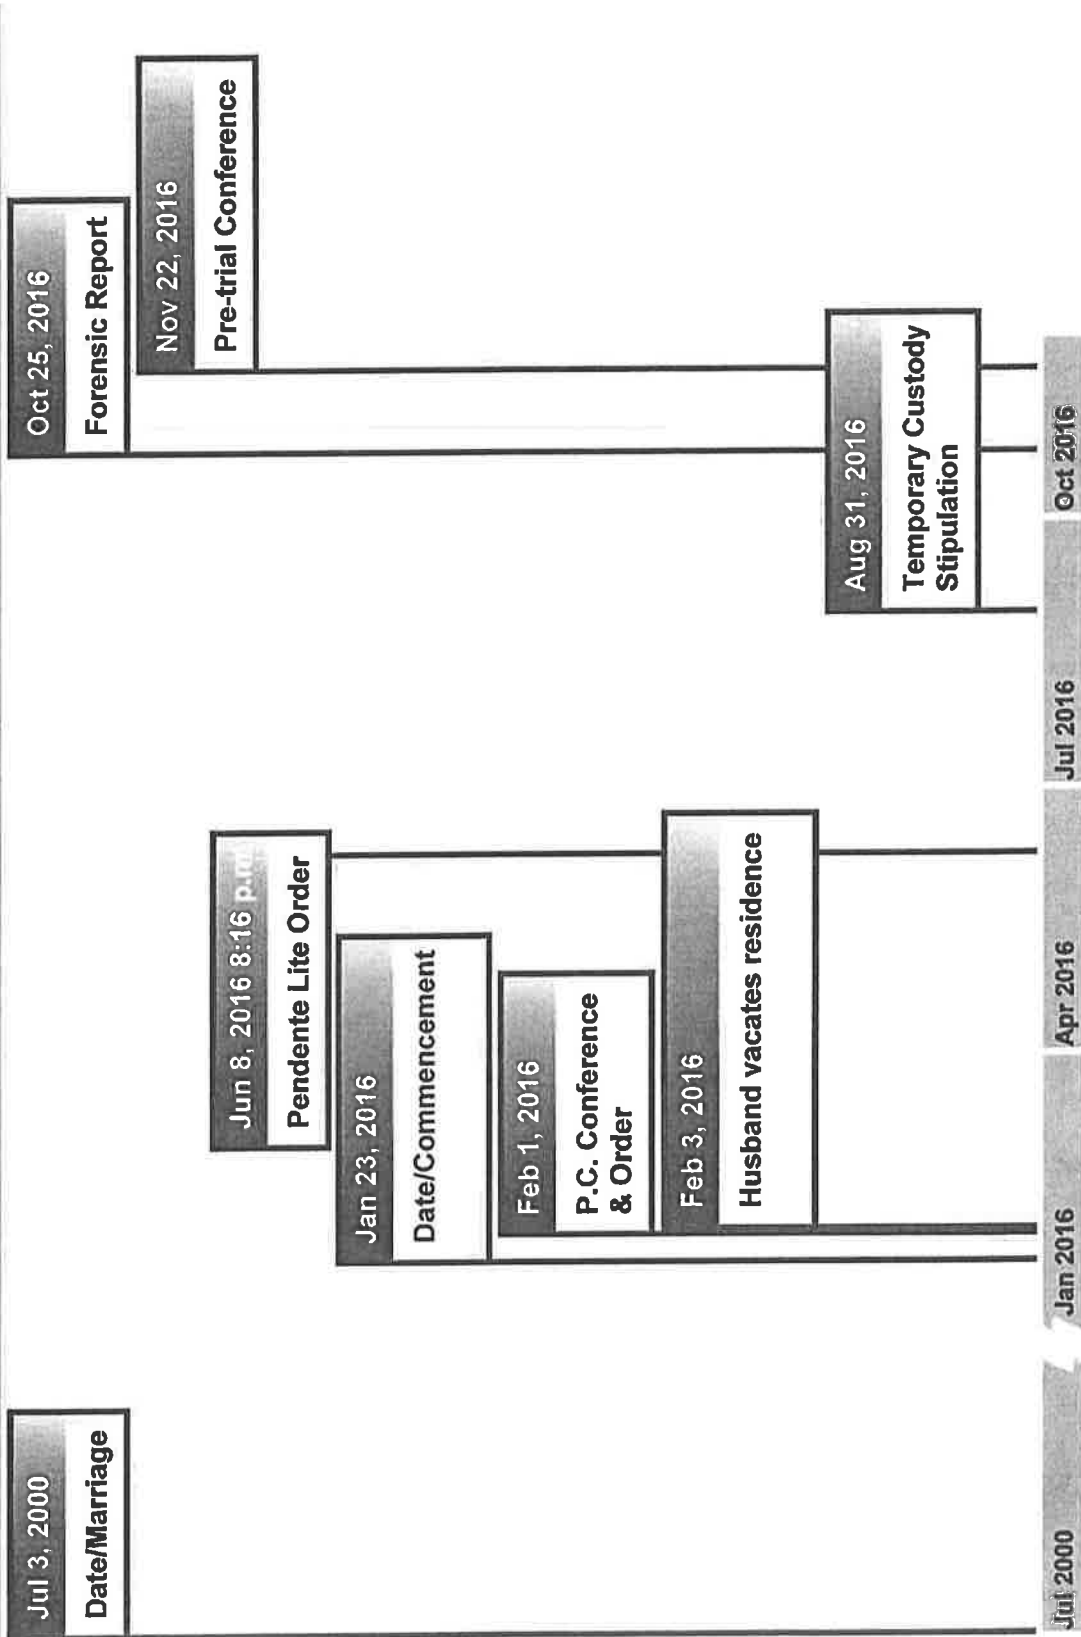 Jul 3, 2000
Date/Marriage
Oct 25, 2016
Forensic Report
Nov 22, 2016
Pre-trial Conference
Jun 8, 2016 8:16 p.m
Pendente Lite Order
Jan 23, 2016
Date/Commencement
Feb 1, 2016
P.C. Conference
& Order
Feb 3, 2016
Husband vacates residence
Aug 31, 2016
Temporary Custody
Stipulation
Jul 2000
Jan 2016
Apr 2016
Jul 2016
Oct 2016